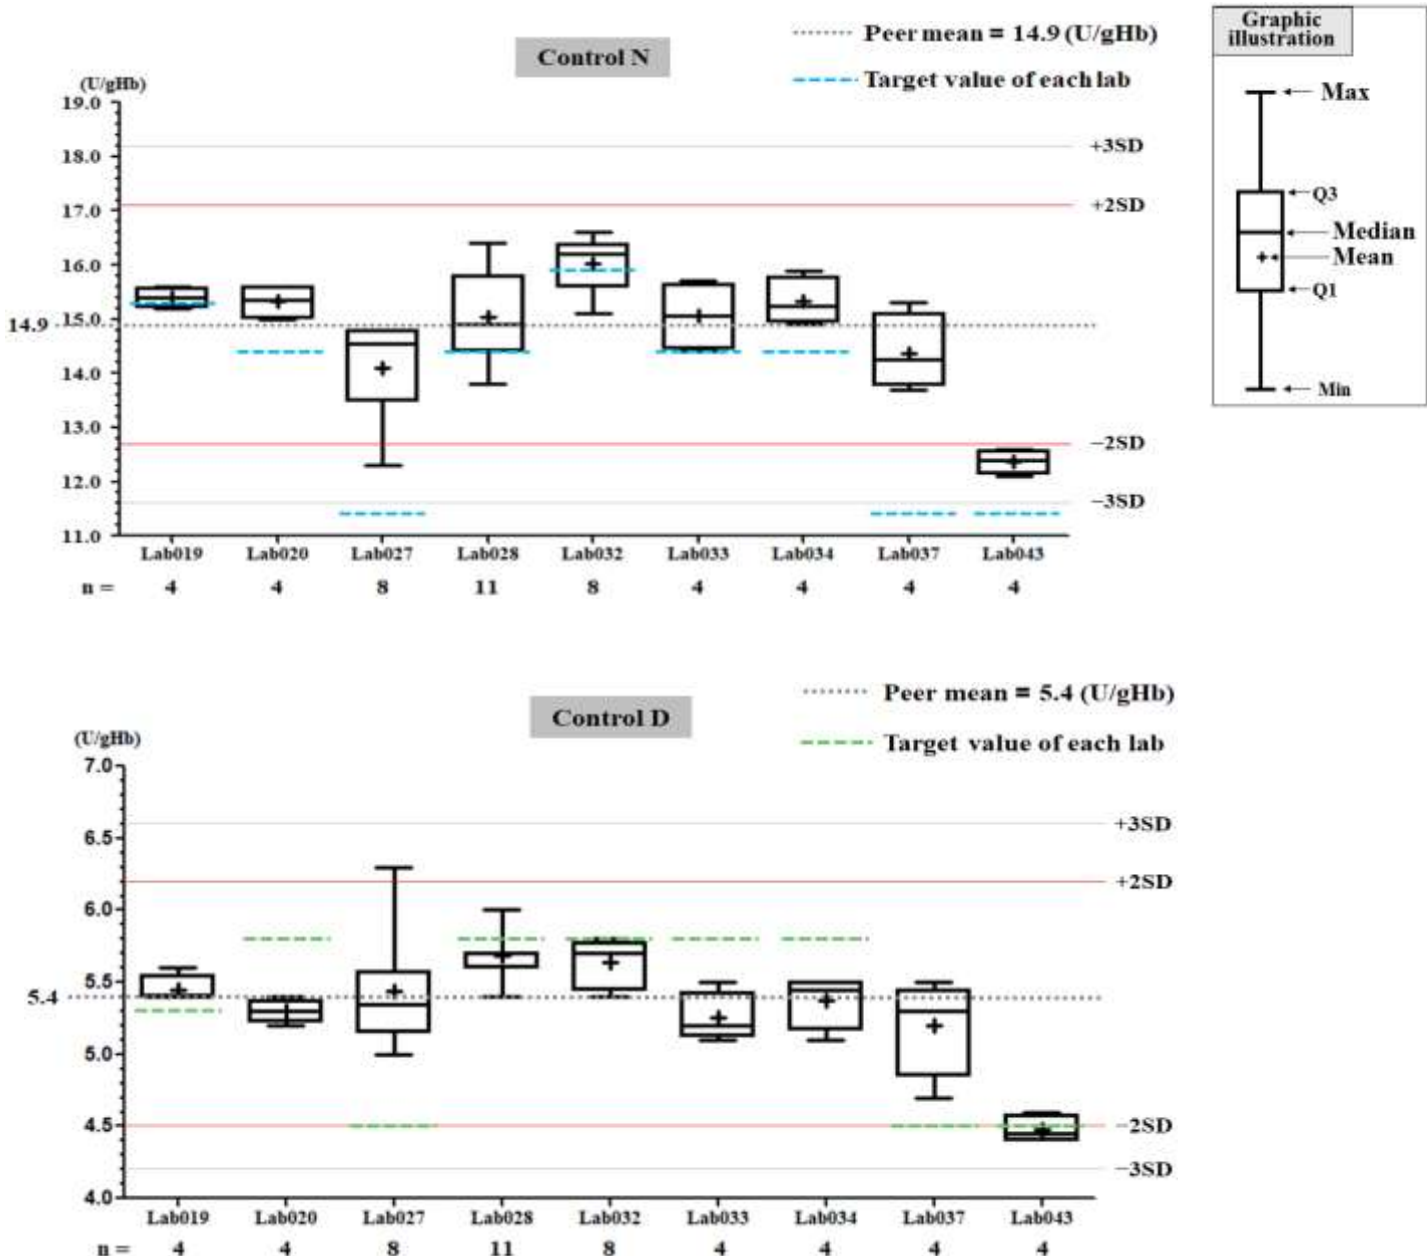 Control N
Peer mean = 14.9 (U/gHb)
Target value of each lab
(U/gHb)
19.0
18.0
17.0
16.0
15.0
14.9
14.0
13.0
12.0
11.0
+3SD
+2SD
−2SD
−3SD
Lab019 Lab020 Lab027 Lab028 Lab032 Lab033 Lab034 Lab037 Lab043
n = 4 4 8 11 8 4 4 4 4
Graphic
illustration
Max
Q3
Median
Mean
Q1
Min
Control D
Peer mean = 5.4 (U/gHb)
Target value of each lab
(U/gHb)
7.0
6.5
6.0
5.5
5.4
5.0
4.5
4.0
+3SD
+2SD
−2SD
−3SD
Lab019 Lab020 Lab027 Lab028 Lab032 Lab033 Lab034 Lab037 Lab043
n = 4 4 8 11 8 4 4 4 4